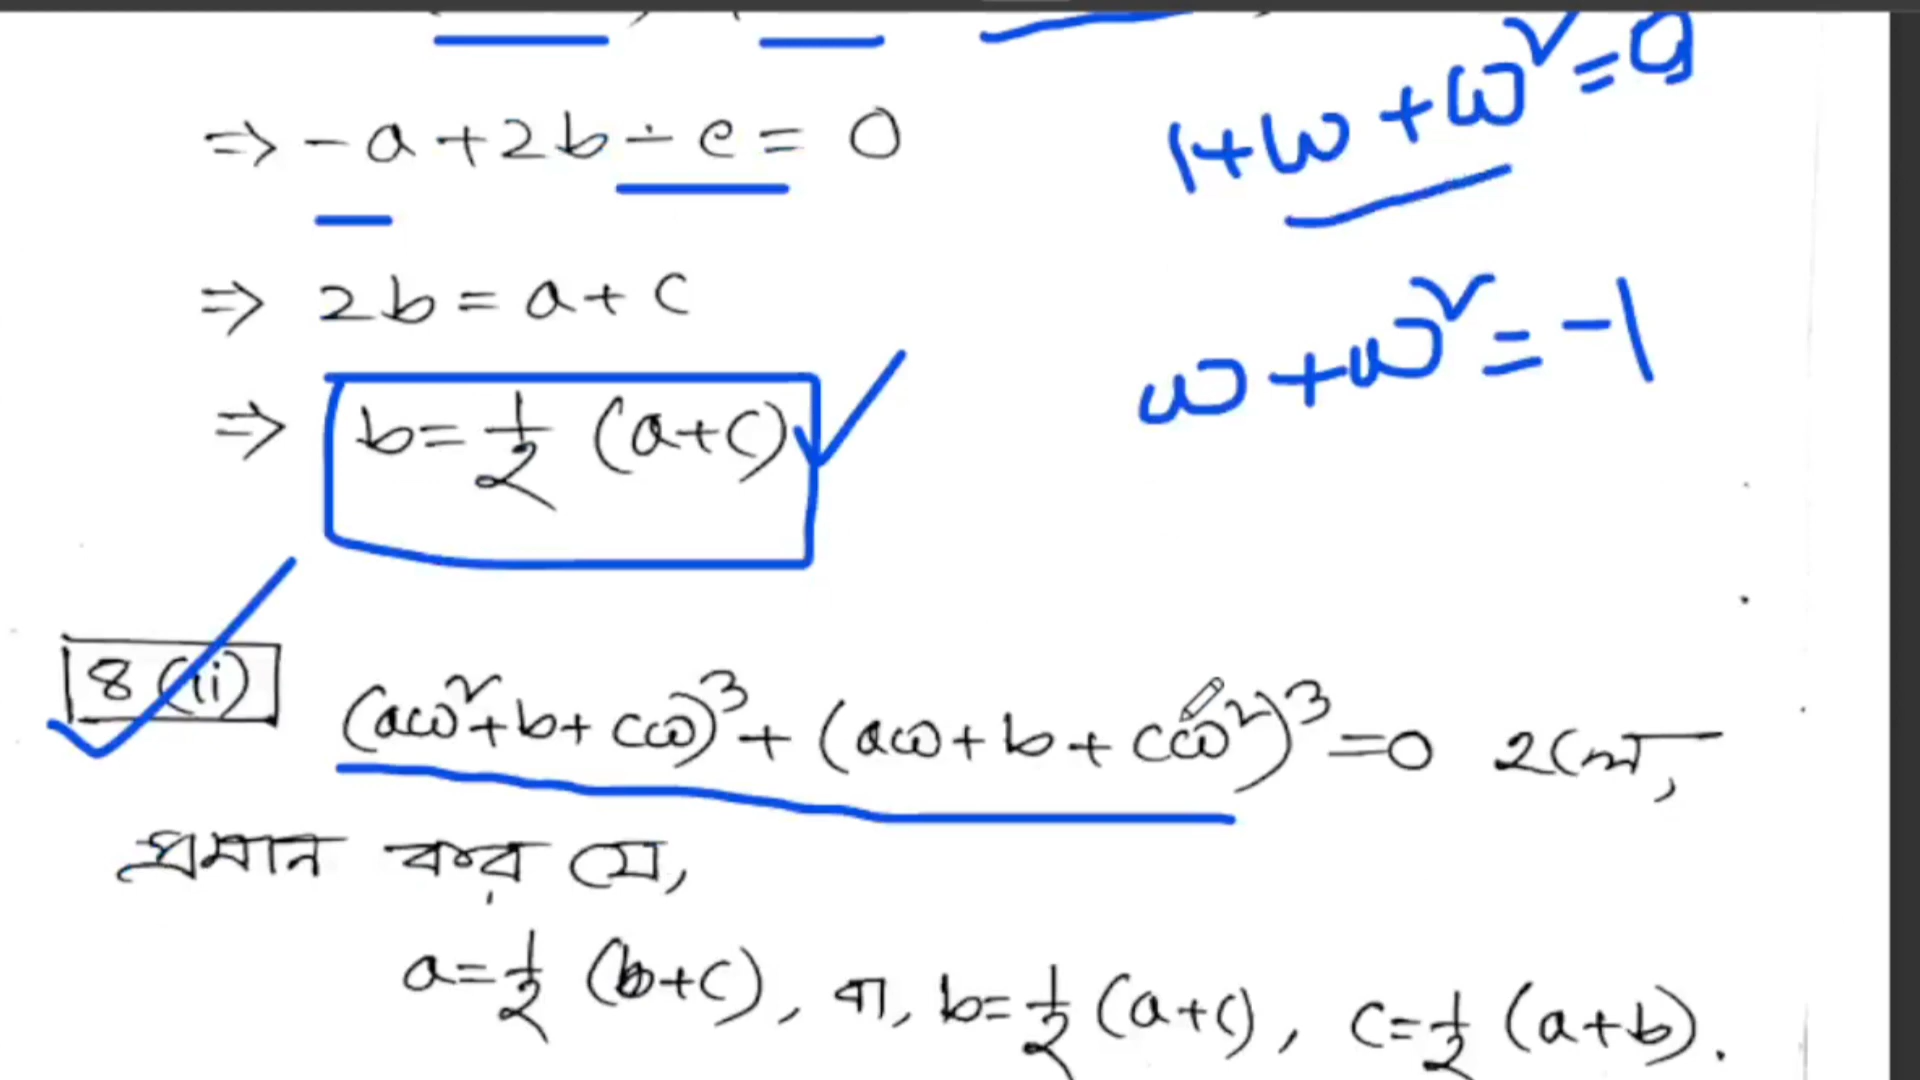 1+ω+ω²=0
⇒ -a+2b-c= 0
⇒ 2b=a+c
ω+ω²=-1
⇒ b=½ (a+c)
8 (ii) (aω²+b+cω)³+(aω+b+cω²)³=0 হলে,
প্রমান কর যে,
a=½ (b+c), বা, b=½ (a+c), c=½ (a+b).